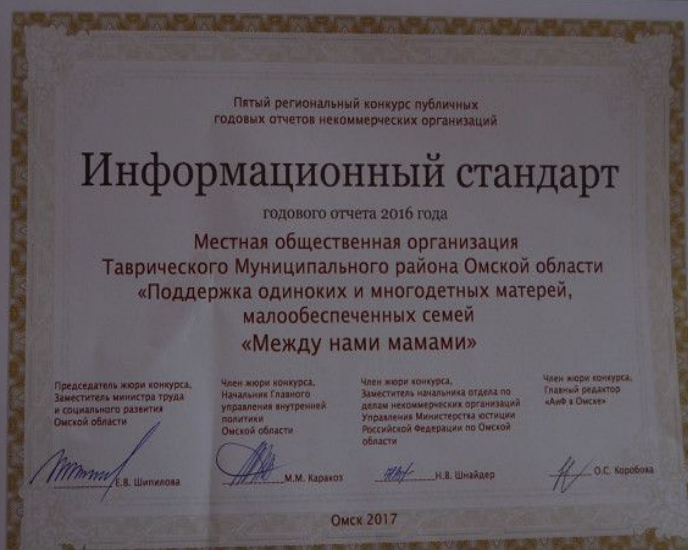 Пятый региональный конкурс публичных
годовых отчетов некоммерческих организаций
Информационный стандарт
годового отчета 2016 года
Местная общественная организация
Таврического Муниципального района Омской области
«Поддержка одиноких и многодетных матерей,
малообеспеченных семей
«Между нами мамами»
Председатель жюри конкурса,
Заместитель министра труда
и социального развития
Омской области
Е.В. Шипилова
Член жюри конкурса,
Начальник Главного
управления внутренней
политики
Омской области
М.М. Каракоз
Член жюри конкурса,
Заместитель начальника отдела по
делам некоммерческих организаций
Управления Министерства юстиции
Российской Федерации по Омской
области
Н.В. Шнайдер
Член жюри конкурса,
Главный редактор
«АиФ в Омске»
О.С. Коробова
Омск 2017